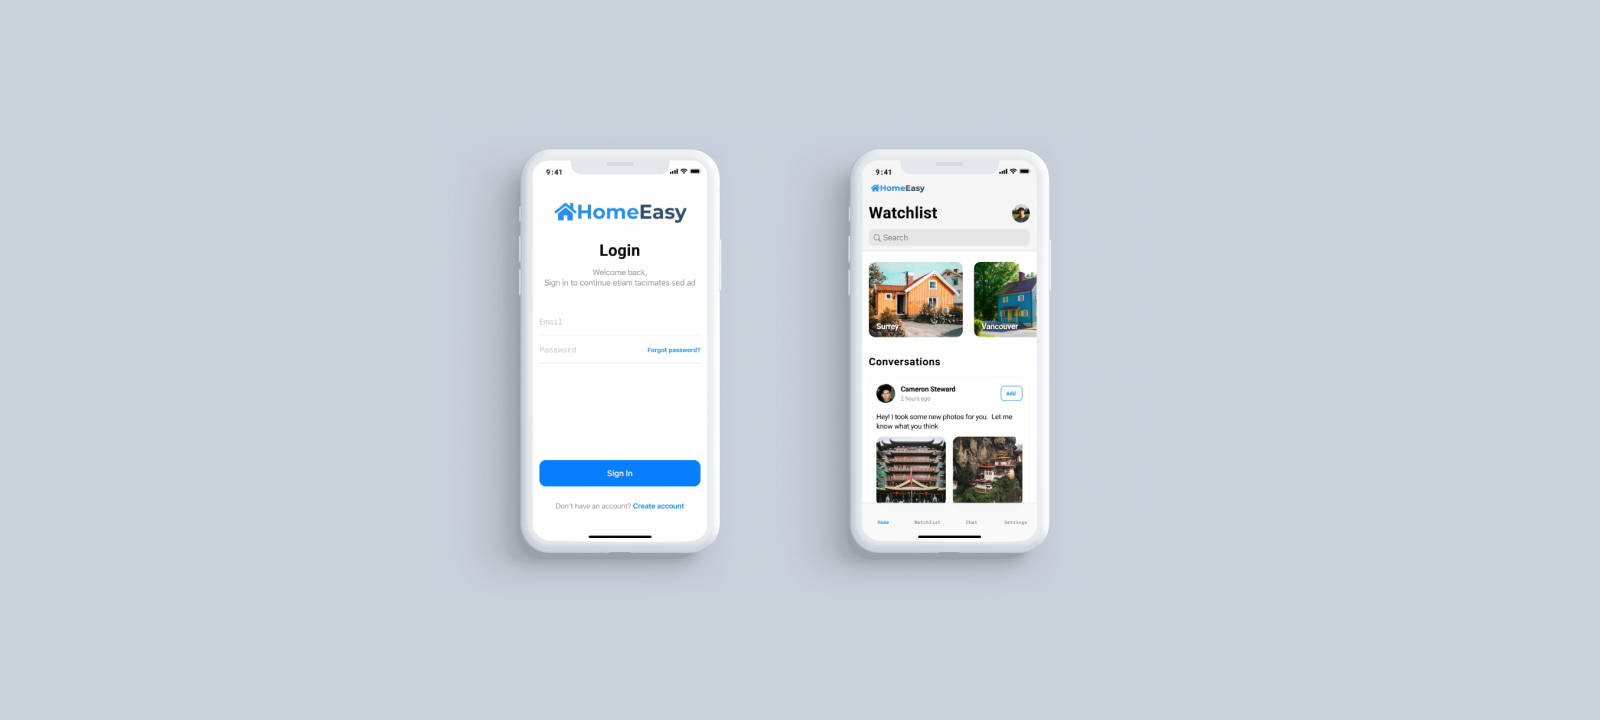 9:41
HomeEasy
Login
Welcome back,
Sign in to continue etiam tacimates sed ad
Email
Password
Forgot password?
Sign In
Don't have an account? Create account
9:41
HomeEasy
Watchlist
Search
Surrey
Vancouver
Conversations
Cameron Steward
2 hours ago
Add
Hey! I took some new photos for you. Let me
know what you think
Home
Watchlist
Chat
Settings